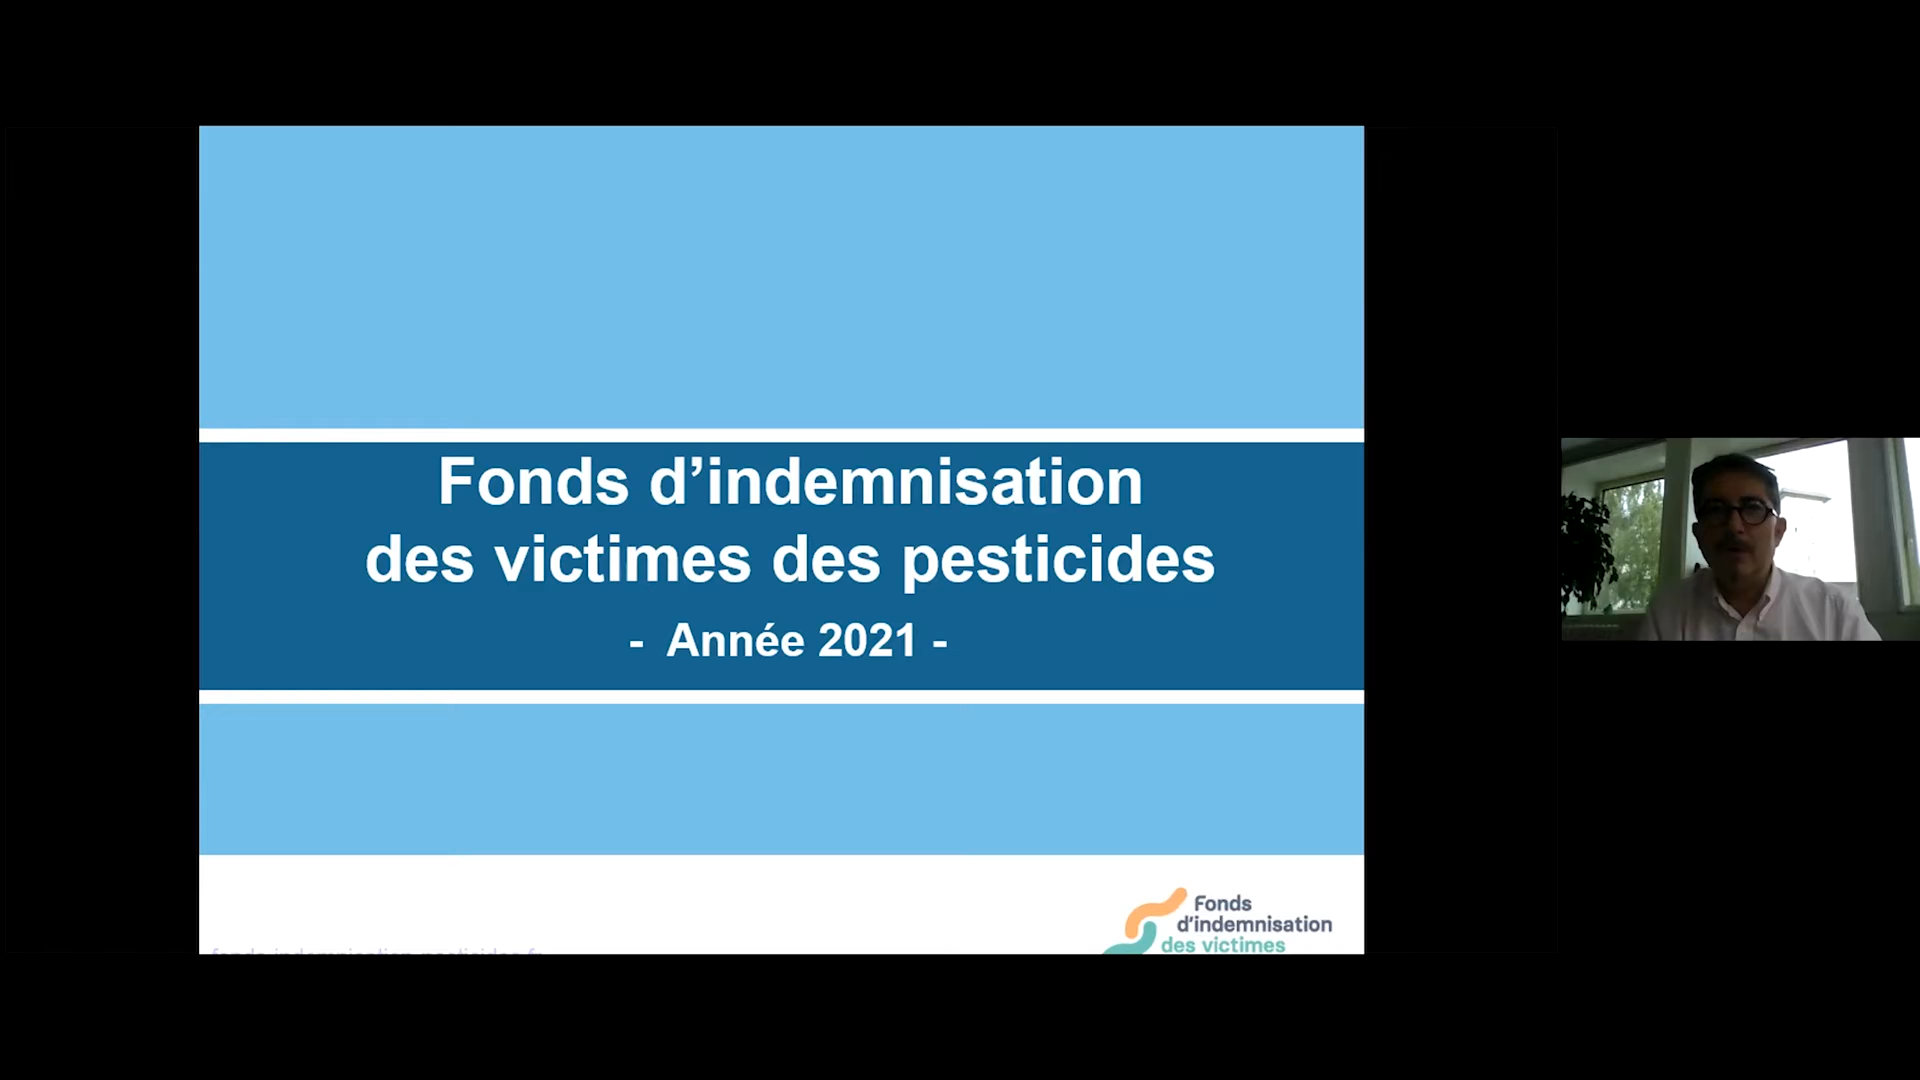 Fonds d’indemnisation
des victimes des pesticides
- Année 2021 -
Fonds
d’indemnisation
des victimes